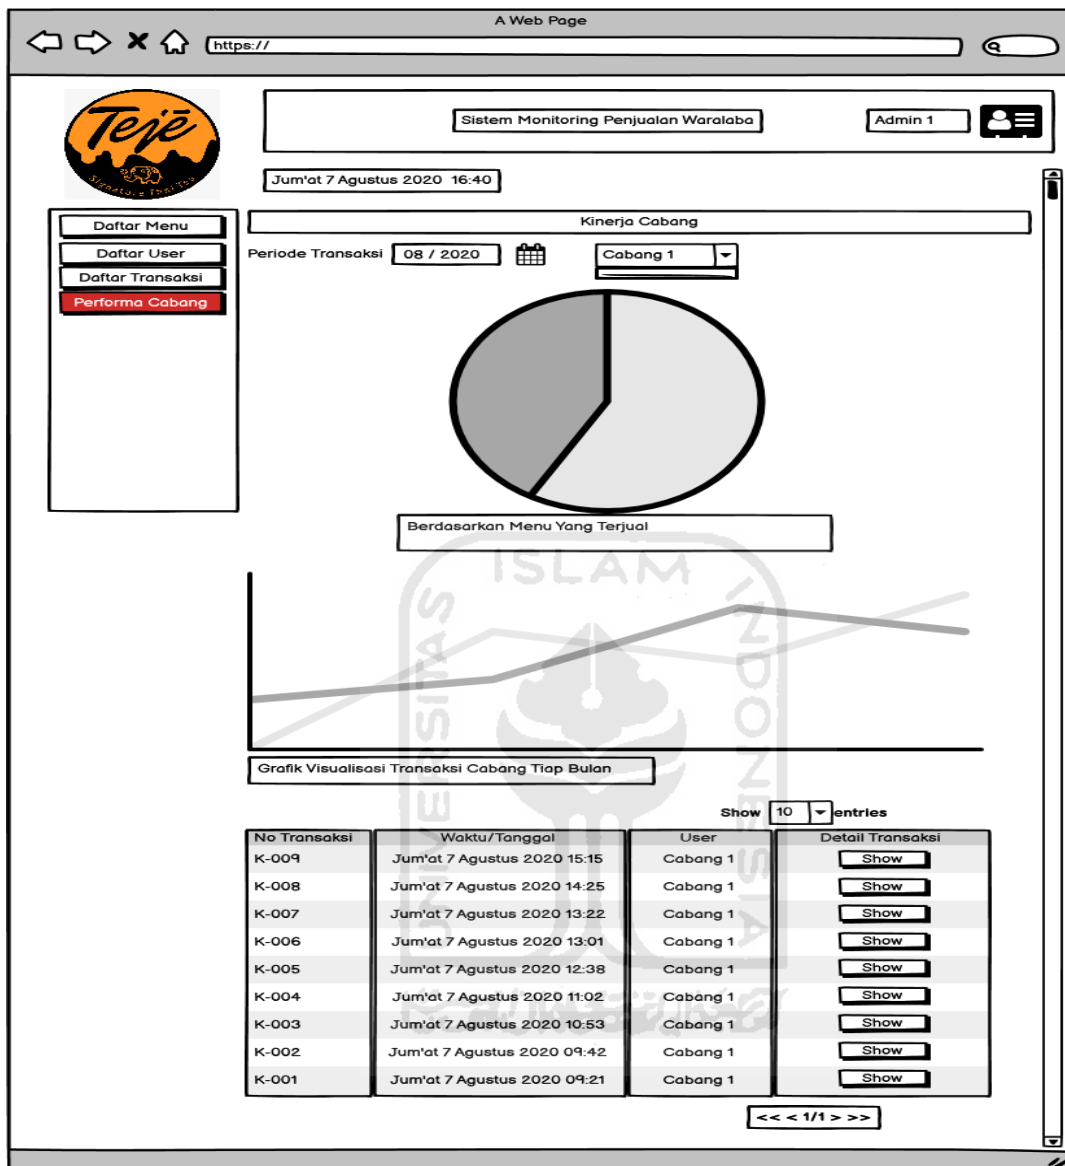 A Web Page
https://
Tejē
Signature Thai Tea
Sistem Monitoring Penjualan Waralaba
Admin 1
Jum'at 7 Agustus 2020 16:40
Daftar Menu
Daftar User
Daftar Transaksi
Performa Cabang
Kinerja Cabang
Periode Transaksi 08 / 2020 Cabang 1
Berdasarkan Menu Yang Terjual
UNIVERSITAS
ISLAM
INDONESIA
Grafik Visualisasi Transaksi Cabang Tiap Bulan
Show 10 entries
No Transaksi Waktu/Tanggal User Detail Transaksi
K-009 Jum'at 7 Agustus 2020 15:15 Cabang 1 Show
K-008 Jum'at 7 Agustus 2020 14:25 Cabang 1 Show
K-007 Jum'at 7 Agustus 2020 13:22 Cabang 1 Show
K-006 Jum'at 7 Agustus 2020 13:01 Cabang 1 Show
K-005 Jum'at 7 Agustus 2020 12:38 Cabang 1 Show
K-004 Jum'at 7 Agustus 2020 11:02 Cabang 1 Show
K-003 Jum'at 7 Agustus 2020 10:53 Cabang 1 Show
K-002 Jum'at 7 Agustus 2020 09:42 Cabang 1 Show
K-001 Jum'at 7 Agustus 2020 09:21 Cabang 1 Show
<< < 1/1 > >>